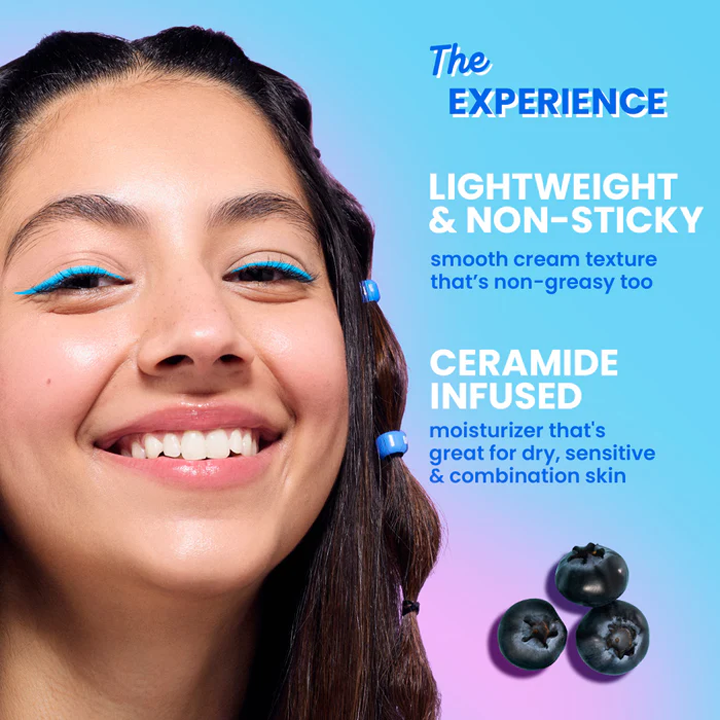 The
EXPERIENCE
LIGHTWEIGHT
& NON-STICKY
smooth cream texture
that's non-greasy too
CERAMIDE
INFUSED
moisturizer that's
great for dry, sensitive
& combination skin